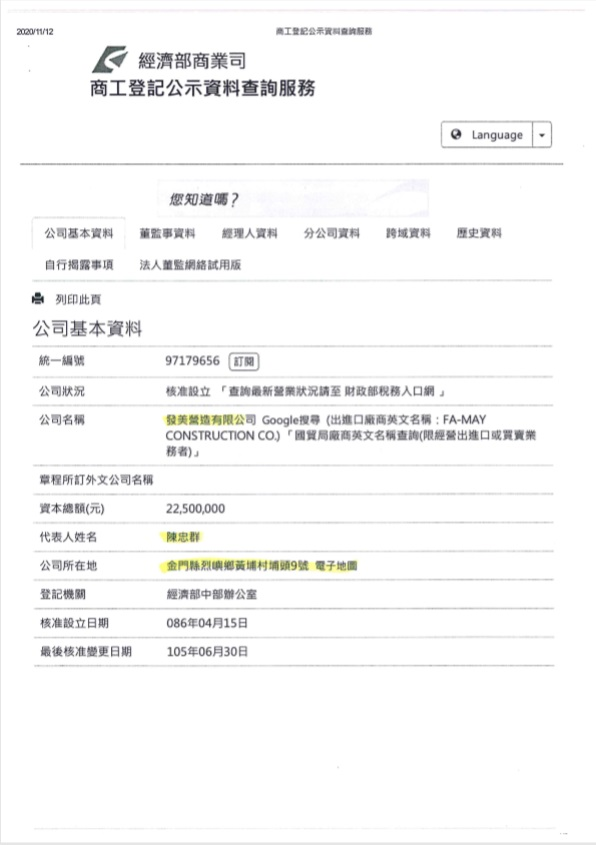 2020/11/12
商工登記公示資料查詢服務
經濟部商業司
商工登記公示資料查詢服務
Language
您知道嗎？
公司基本資料 董監事資料 經理人資料 分公司資料 跨域資料 歷史資料
自行揭露事項 法人董監網絡試用版
列印此頁
公司基本資料
統一編號 97179656 訂閱
公司狀況 核准設立 「查詢最新營業狀況請至 財政部稅務入口網 」
公司名稱 發美營造有限公司 Google搜尋 (出進口廠商英文名稱：FA-MAY
CONSTRUCTION CO.) 「國貿局廠商英文名稱查詢(限經營出進口或買賣業
務者)」
章程所訂外文公司名稱
資本總額(元) 22,500,000
代表人姓名 陳忠群
公司所在地 金門縣烈嶼鄉黃埔村埔頭9號 電子地圖
登記機關 經濟部中部辦公室
核准設立日期 086年04月15日
最後核准變更日期 105年06月30日